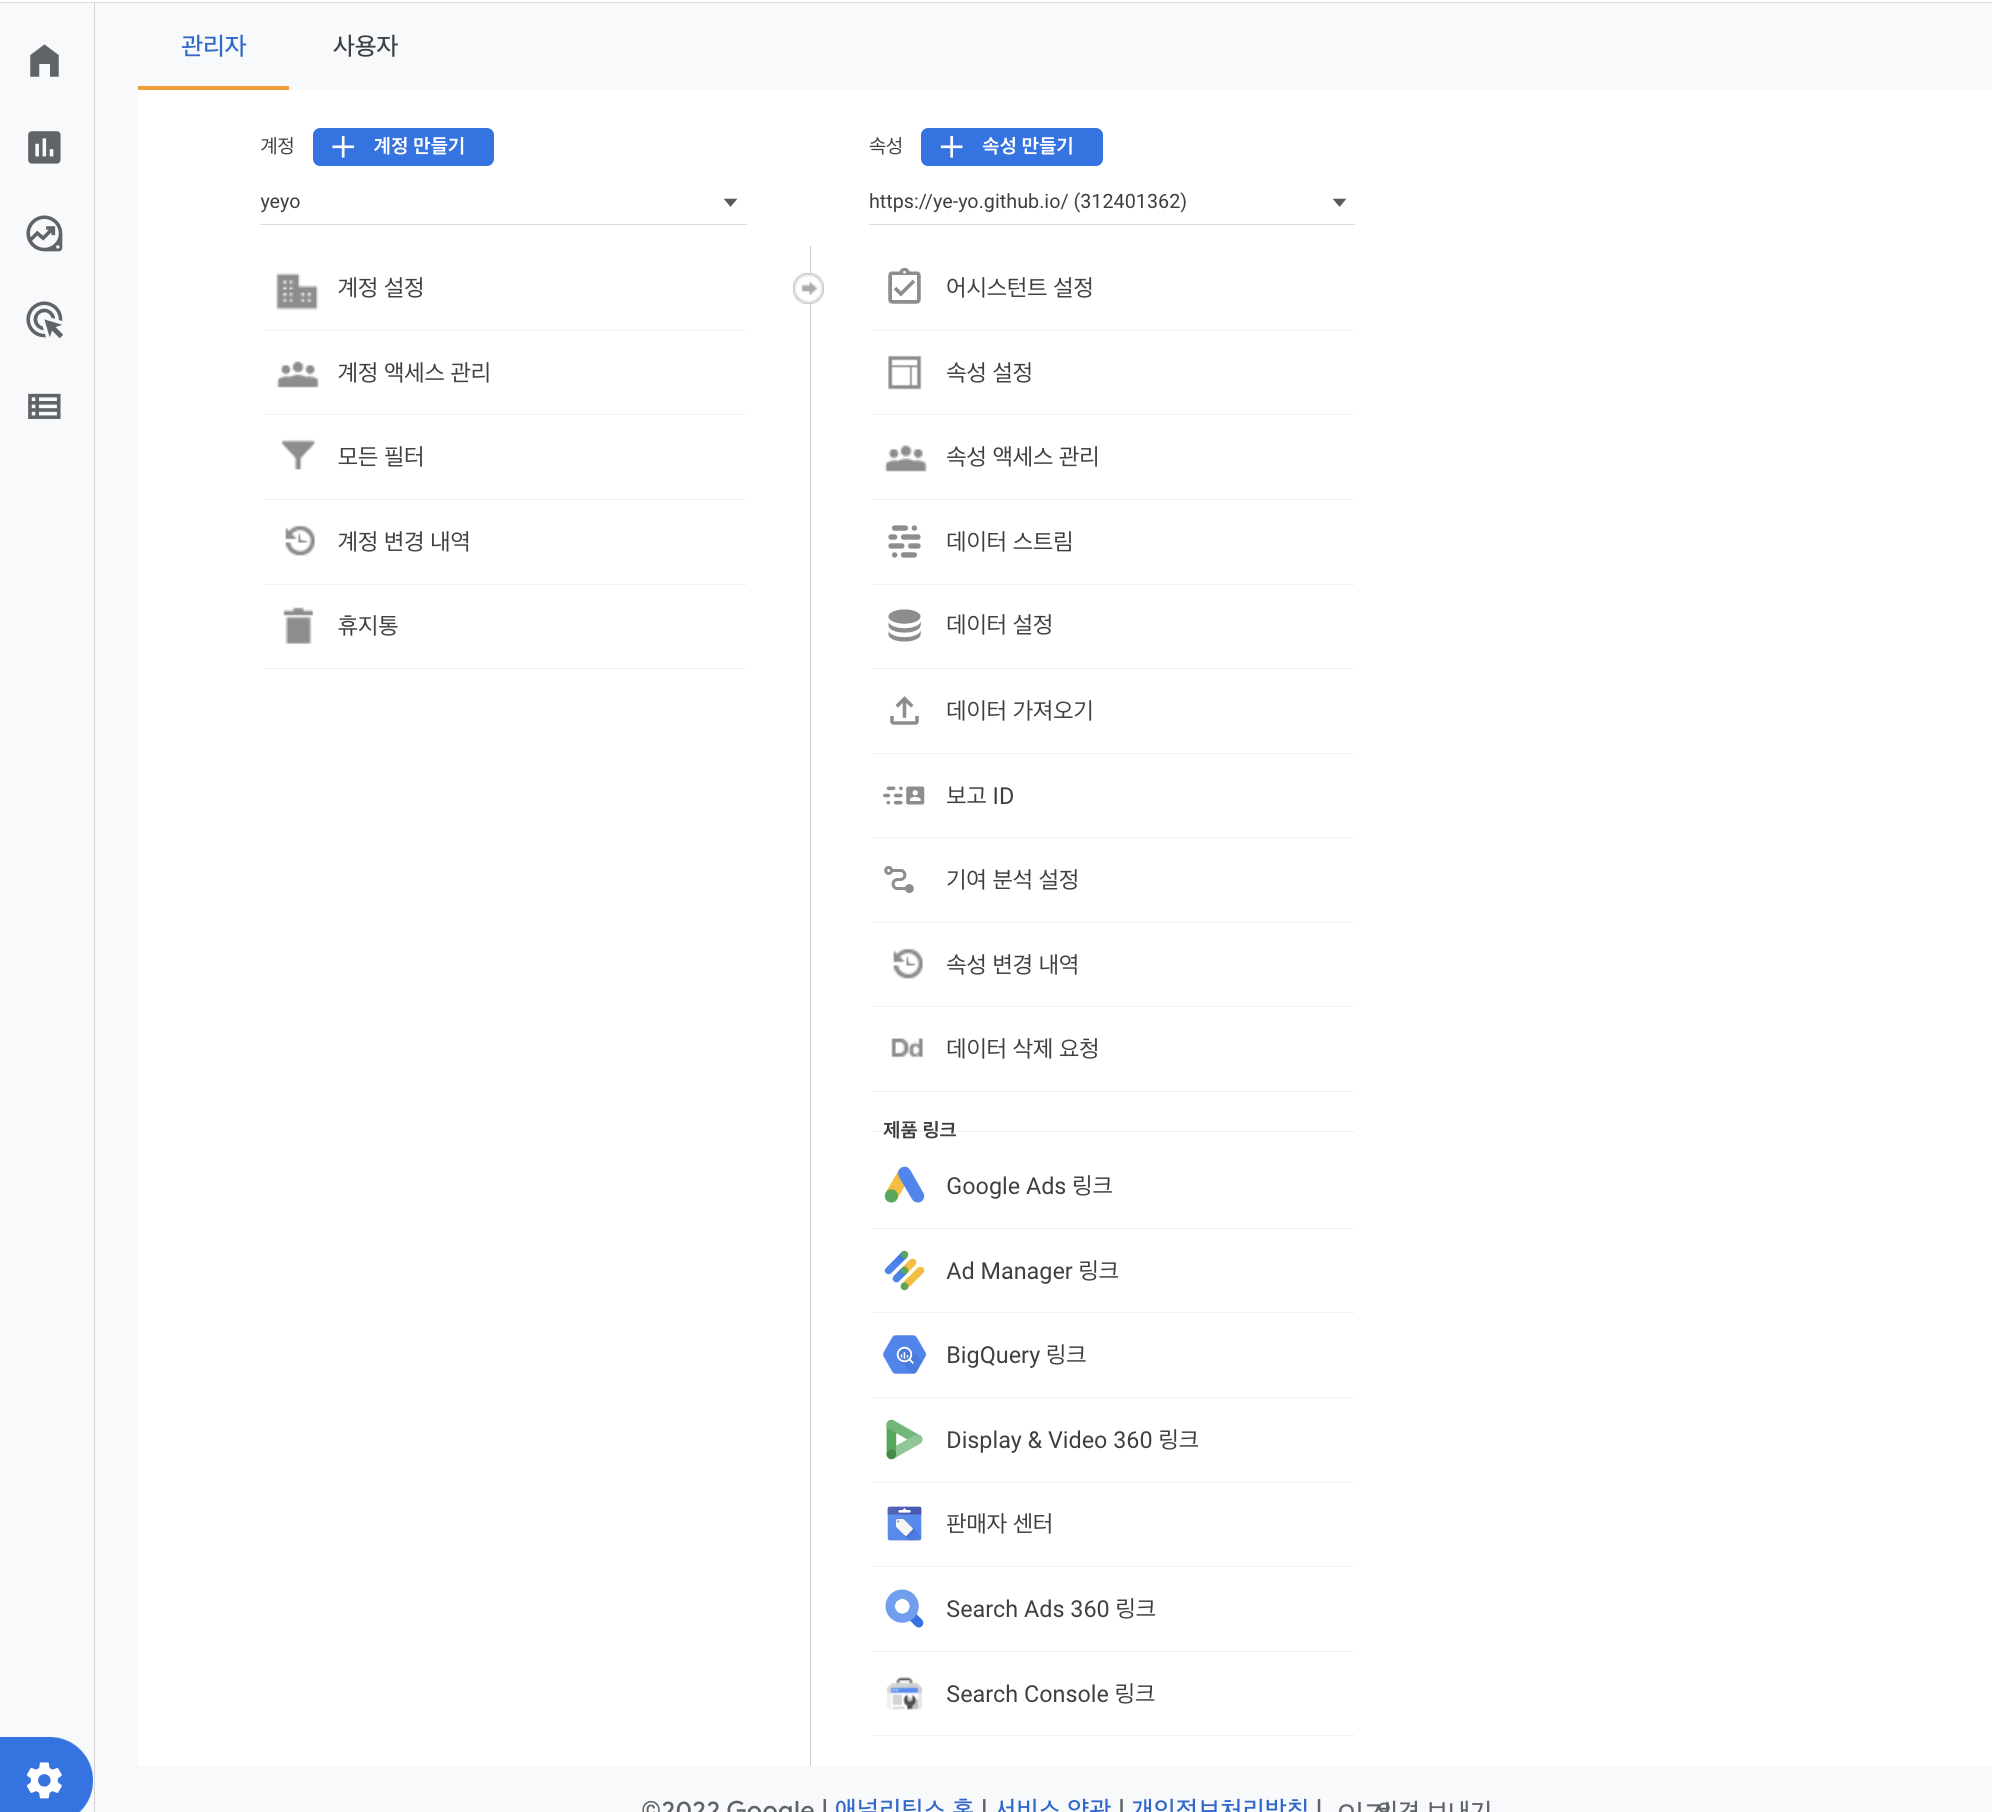 관리자
사용자
계정
계정 만들기
yeyo
계정 설정
계정 액세스 관리
모든 필터
계정 변경 내역
휴지통
속성
속성 만들기
https://ye-yo.github.io/ (312401362)
어시스턴트 설정
속성 설정
속성 액세스 관리
데이터 스트림
데이터 설정
데이터 가져오기
보고 ID
기여 분석 설정
속성 변경 내역
Dd 데이터 삭제 요청
제품 링크
Google Ads 링크
Ad Manager 링크
BigQuery 링크
Display & Video 360 링크
판매자 센터
Search Ads 360 링크
Search Console 링크
©2022 Google | 애널리틱스 홈 | 서비스 약관 | 개인정보처리방침 | 보내기